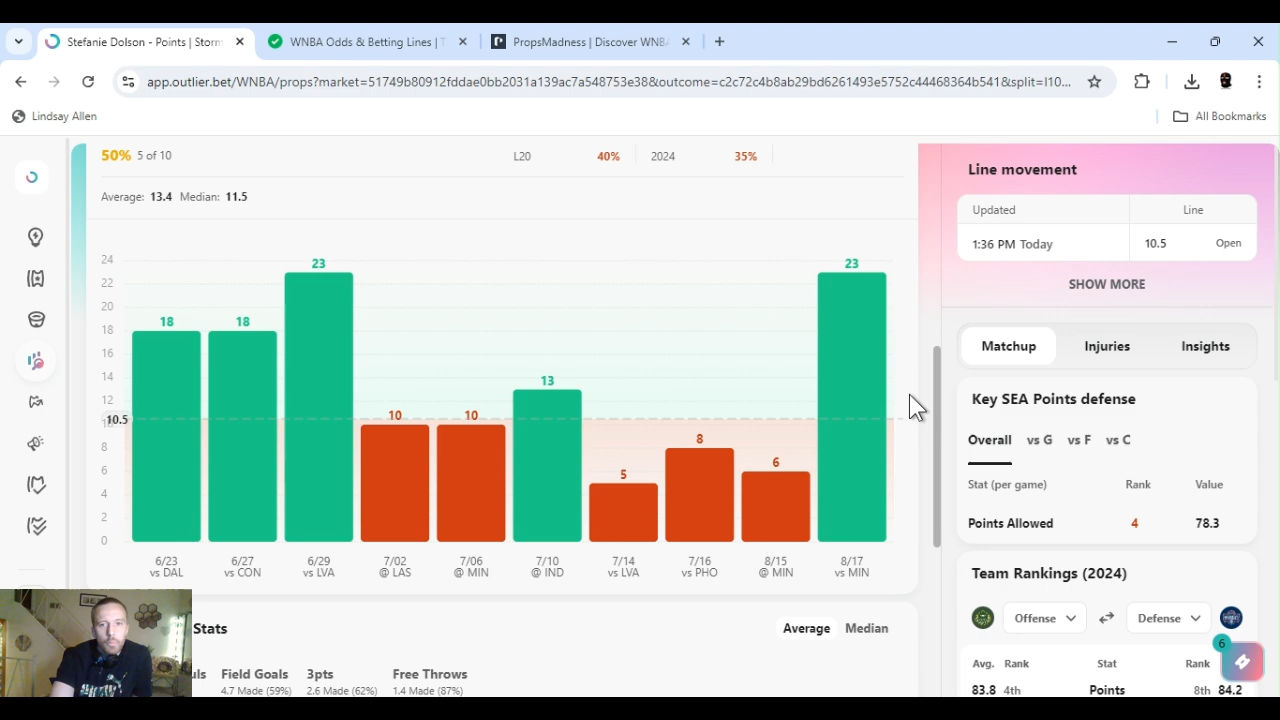 Stefanie Dolson - Points | Storm
WNBA Odds & Betting Lines | T
PropsMadness | Discover WNBA
app.outlier.bet/WNBA/props?market=51749b80912fddae0bb2031a139ac7a548753e38&outcome=c2c72c4b8ab29bd6261493e5752c44468364b541&split=l10...
Lindsay Allen
All Bookmarks
50% 5 of 10
L20 40% 2024 35%
Average: 13.4 Median: 11.5
24
22
20
18
16
14
12
10.5
8
6
4
2
0
18
18
23
10
10
13
5
8
6
23
6/23 6/27 6/29 7/02 7/06 7/10 7/14 7/16 8/15 8/17
vs DAL vs CON vs LVA @ LAS @ MIN @ IND vs LVA vs PHO @ MIN vs MIN
Stats
Average Median
uls Field Goals 3pts Free Throws
4.7 Made (59%) 2.6 Made (62%) 1.4 Made (87%)
Line movement
Updated Line
1:36 PM Today 10.5 Open
SHOW MORE
Matchup Injuries Insights
Key SEA Points defense
Overall vs G vs F vs C
Stat (per game) Rank Value
Points Allowed 4 78.3
Team Rankings (2024)
Offense Defense
6
Avg. Rank Stat Rank
83.8 4th Points 8th 84.2